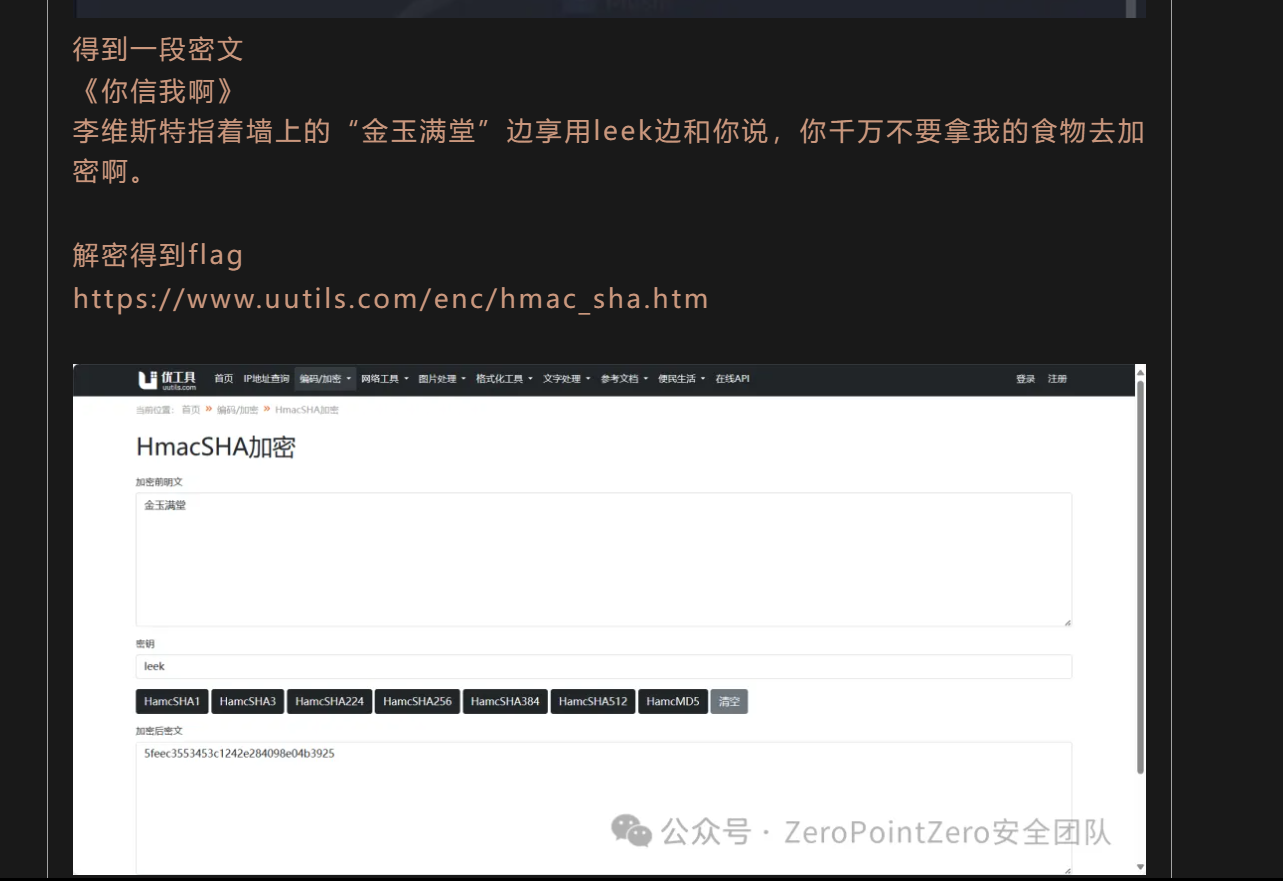 得到一段密文
《你信我啊》
李维斯特指着墙上的“金玉满堂”边享用leek边和你说，你千万不要拿我的食物去加
密啊。
解密得到flag
https://www.uutils.com/enc/hmac_sha.htm
优工具 首页 IP地址查询 编码/加密 网络工具 图片处理 格式化工具 文字处理 参考文档 便民生活 在线API 登录 注册
uutils.com
当前位置： 首页 » 编码/加密 » HmacSHA加密
HmacSHA加密
加密前明文
金玉满堂
密钥
leek
HamcSHA1 HamcSHA3 HamcSHA224 HamcSHA256 HamcSHA384 HamcSHA512 HamcMD5 清空
加密后密文
5feec3553453c1242e284098e04b3925
公众号 · ZeroPointZero安全团队